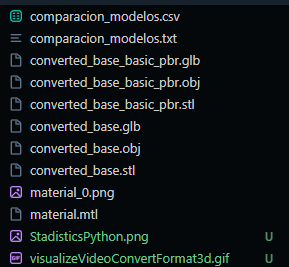 comparacion_modelos.csv
comparacion_modelos.txt
converted_base_basic_pbr.glb
converted_base_basic_pbr.obj
converted_base_basic_pbr.stl
converted_base.glb
converted_base.obj
converted_base.stl
material_0.png
material.mtl
StadisticsPython.png U
GIF visualizeVideoConvertFormat3d.gif U